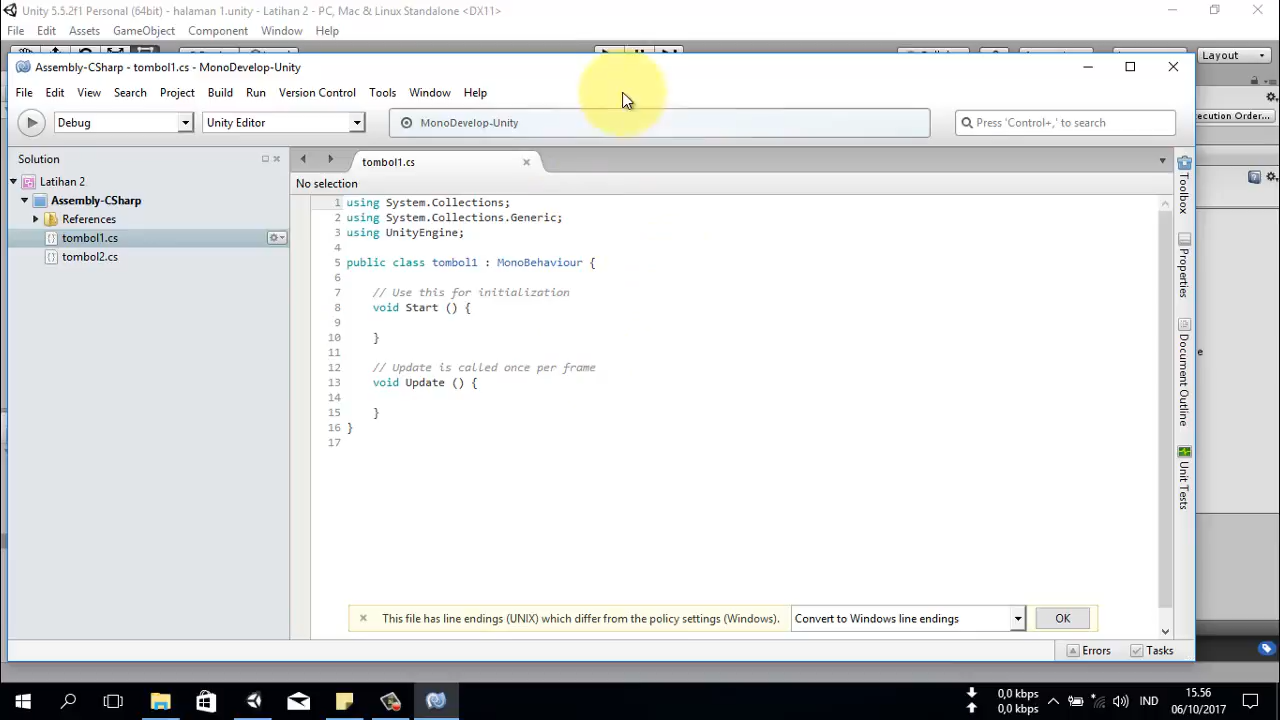 Unity 5.5.2f1 Personal (64bit) - halaman 1.unity - Latihan 2 - PC, Mac & Linux Standalone <DX11>
File Edit Assets GameObject Component Window Help
Layout
Assembly-CSharp - tombol1.cs - MonoDevelop-Unity
File Edit View Search Project Build Run Version Control Tools Window Help
Debug Unity Editor MonoDevelop-Unity Press 'Control+,' to search
ecution Order...
Solution
tombol1.cs
Latihan 2
No selection
Assembly-CSharp
References
tombol1.cs
tombol2.cs
1 using System.Collections;
2 using System.Collections.Generic;
3 using UnityEngine;
4
5 public class tombol1 : MonoBehaviour {
6
7 // Use this for initialization
8 void Start () {
9
10 }
11
12 // Update is called once per frame
13 void Update () {
14
15 }
16 }
17
Toolbox
Properties
Document Outline
Unit Tests
This file has line endings (UNIX) which differ from the policy settings (Windows). Convert to Windows line endings OK
Errors Tasks
0,0 kbps
0,0 kbps
IND
15.56
06/10/2017